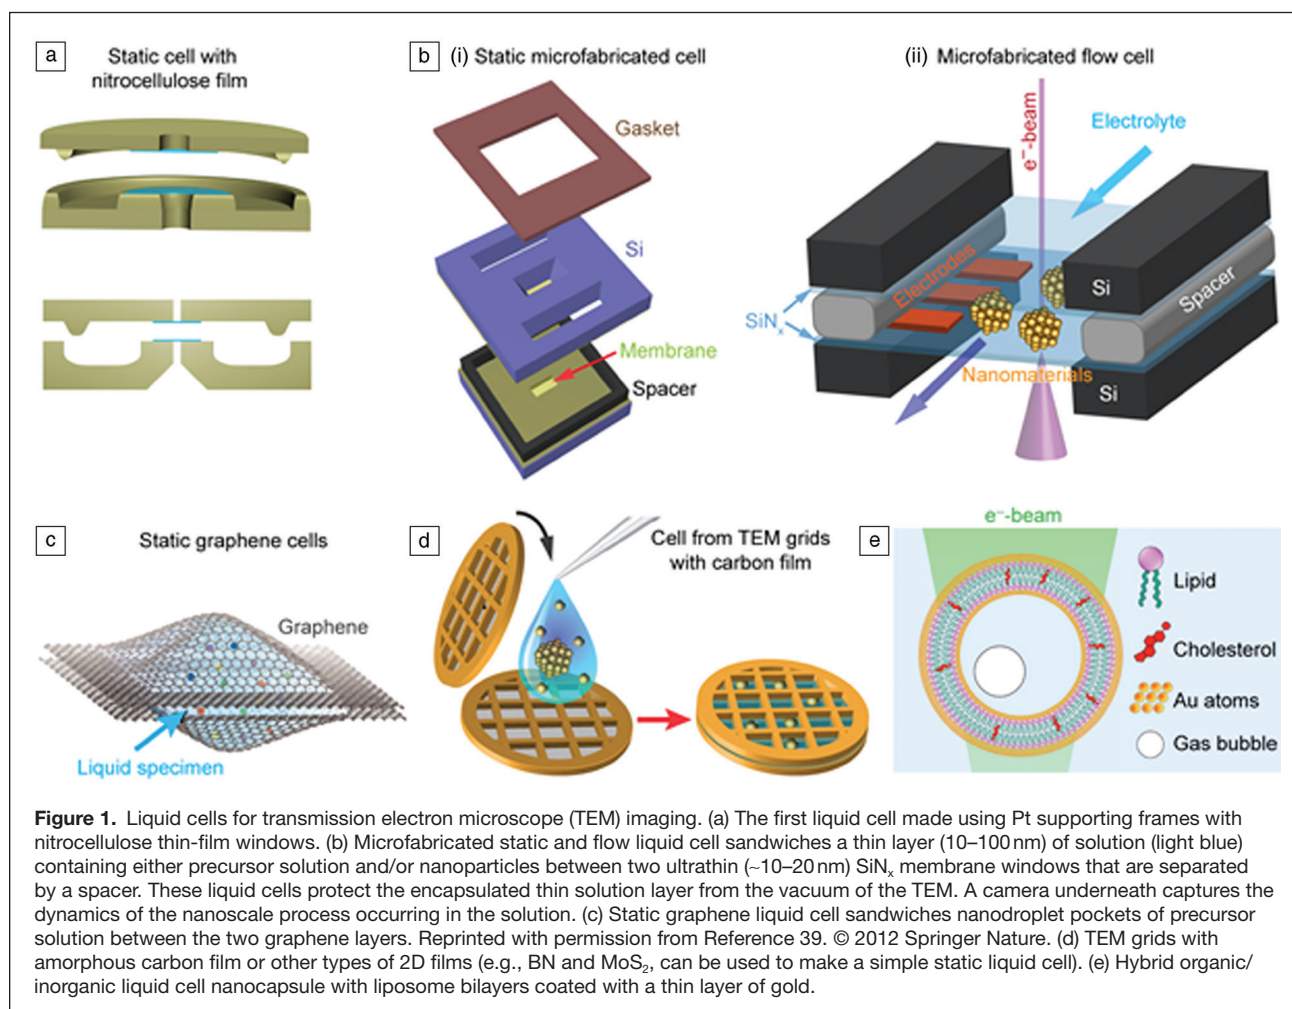 a
Static cell with
nitrocellulose film
b
(i) Static microfabricated cell
Gasket
Si
Membrane
Spacer
(ii) Microfabricated flow cell
e⁻-beam
Electrolyte
Electrodes
Si
Spacer
SiNₓ
Nanomaterials
Si
c
Static graphene cells
Graphene
Liquid specimen
d
Cell from TEM grids
with carbon film
e
e⁻-beam
Lipid
Cholesterol
Au atoms
Gas bubble
Figure 1. Liquid cells for transmission electron microscope (TEM) imaging. (a) The first liquid cell made using Pt supporting frames with
nitrocellulose thin-film windows. (b) Microfabricated static and flow liquid cell sandwiches a thin layer (10–100 nm) of solution (light blue)
containing either precursor solution and/or nanoparticles between two ultrathin (~10–20 nm) SiNₓ membrane windows that are separated
by a spacer. These liquid cells protect the encapsulated thin solution layer from the vacuum of the TEM. A camera underneath captures the
dynamics of the nanoscale process occurring in the solution. (c) Static graphene liquid cell sandwiches nanodroplet pockets of precursor
solution between the two graphene layers. Reprinted with permission from Reference 39. © 2012 Springer Nature. (d) TEM grids with
amorphous carbon film or other types of 2D films (e.g., BN and MoS₂, can be used to make a simple static liquid cell). (e) Hybrid organic/
inorganic liquid cell nanocapsule with liposome bilayers coated with a thin layer of gold.